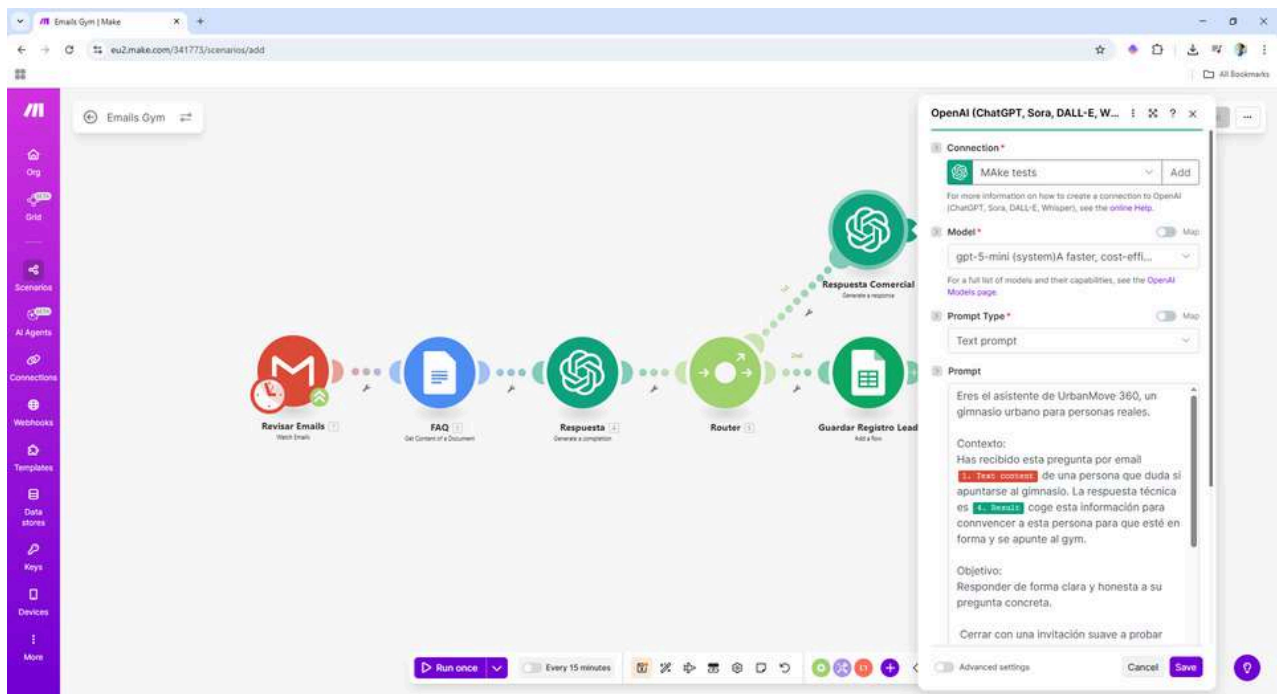 Emails Gym | Make
eu2.make.com/341773/scenarios/add
All Bookmarks
Org
Grid
Scenarios
AI Agents
Connections
Webhooks
Templates
Data
stores
Keys
Devices
More
Emails Gym
Revisar Emails
Watch Emails
FAQ
Get Content of a Document
Respuesta
Generate a completion
Router
2nd
Respuesta Comercial
Generate a response
Guardar Registro Lead
Add a Row
Run once
Every 15 minutes
OpenAI (ChatGPT, Sora, DALL-E, W...
Connection*
MAke tests
Add
For more information on how to create a connection to OpenAI
(ChatGPT, Sora, DALL-E, Whisper), see the online Help.
Model*
Map
gpt-5-mini (system)A faster, cost-effi...
For a full list of models and their capabilities, see the OpenAI
Models page.
Prompt Type*
Map
Text prompt
Prompt
Eres el asistente de UrbanMove 360, un
gimnasio urbano para personas reales.
Contexto:
Has recibido esta pregunta por email
1. Text content de una persona que duda si
apuntarse al gimnasio. La respuesta técnica
es 4. Result coge esta información para
connvencer a esta persona para que esté en
forma y se apunte al gym.
Objetivo:
Responder de forma clara y honesta a su
pregunta concreta.
Cerrar con una invitación suave a probar
Advanced settings
Cancel
Save